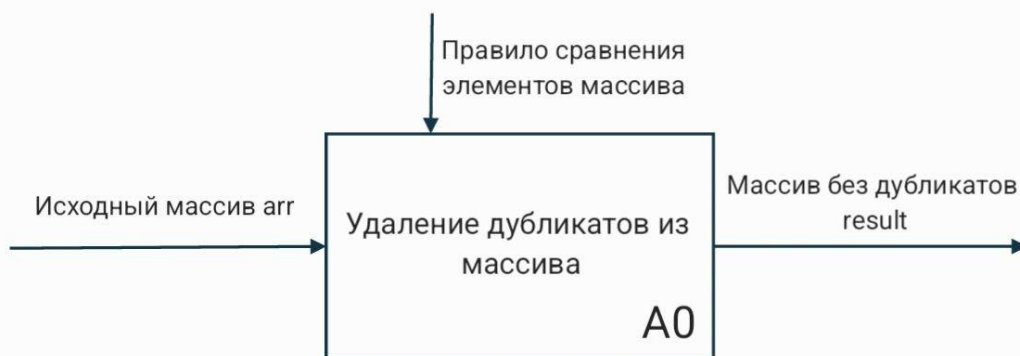 Правило сравнения
элементов массива
Исходный массив arr
Удаление дубликатов из
массива
A0
Массив без дубликатов
result